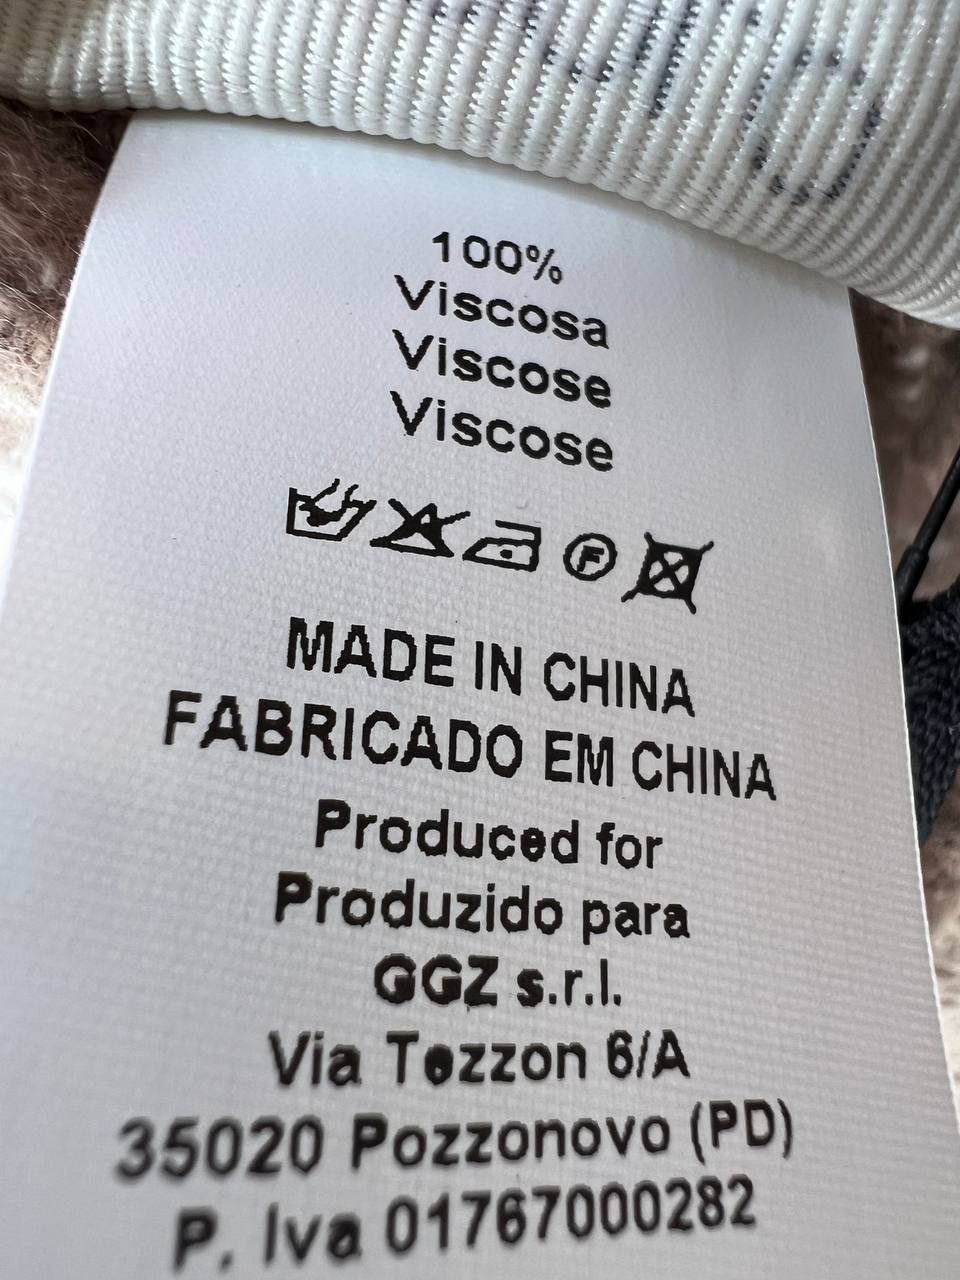 100%
Viscosa
Viscose
Viscose
F
MADE IN CHINA
FABRICADO EM CHINA
Produced for
Produzido para
GGZ s.r.l.
Via Tezzon 6/A
35020 Pozzonovo (PD)
P. Iva 01767000282